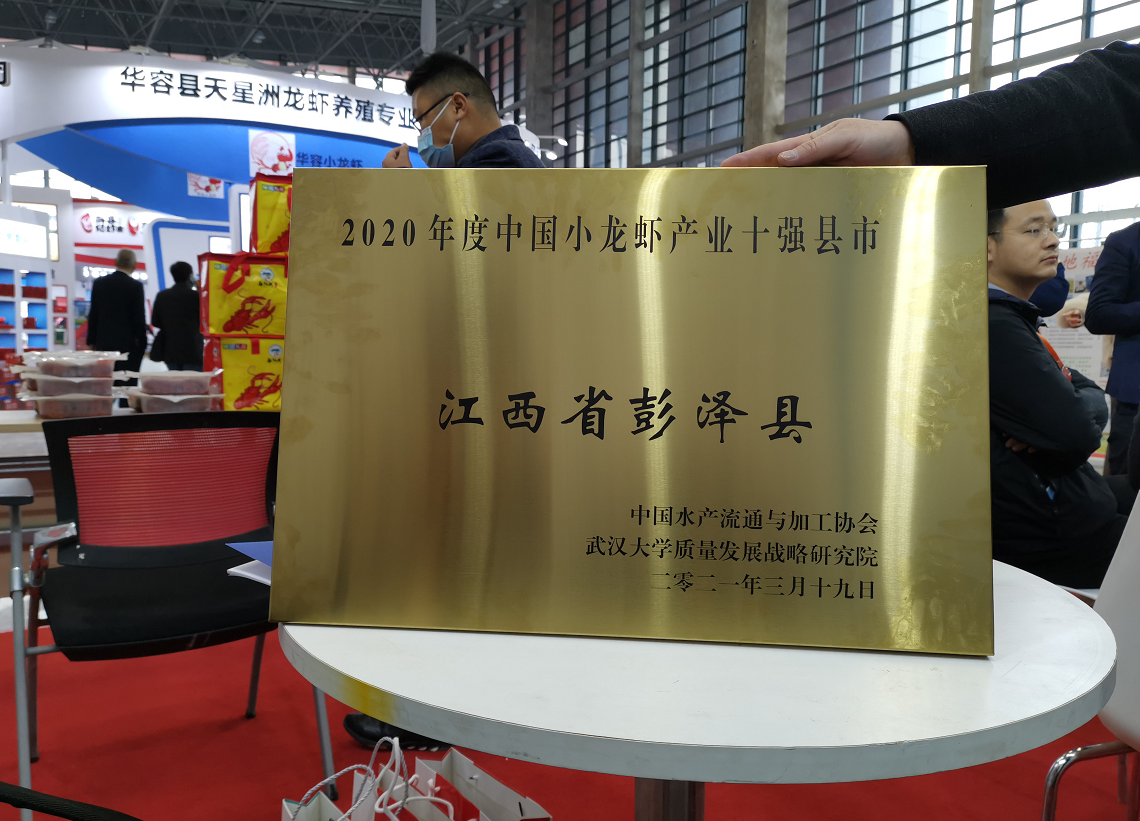 华容县天星洲龙虾养殖专业
华容小龙虾
2020年度中国小龙虾产业十强县市
江西省彭泽县
中国水产流通与加工协会
武汉大学质量发展战略研究院
二零二一年三月十九日
地福